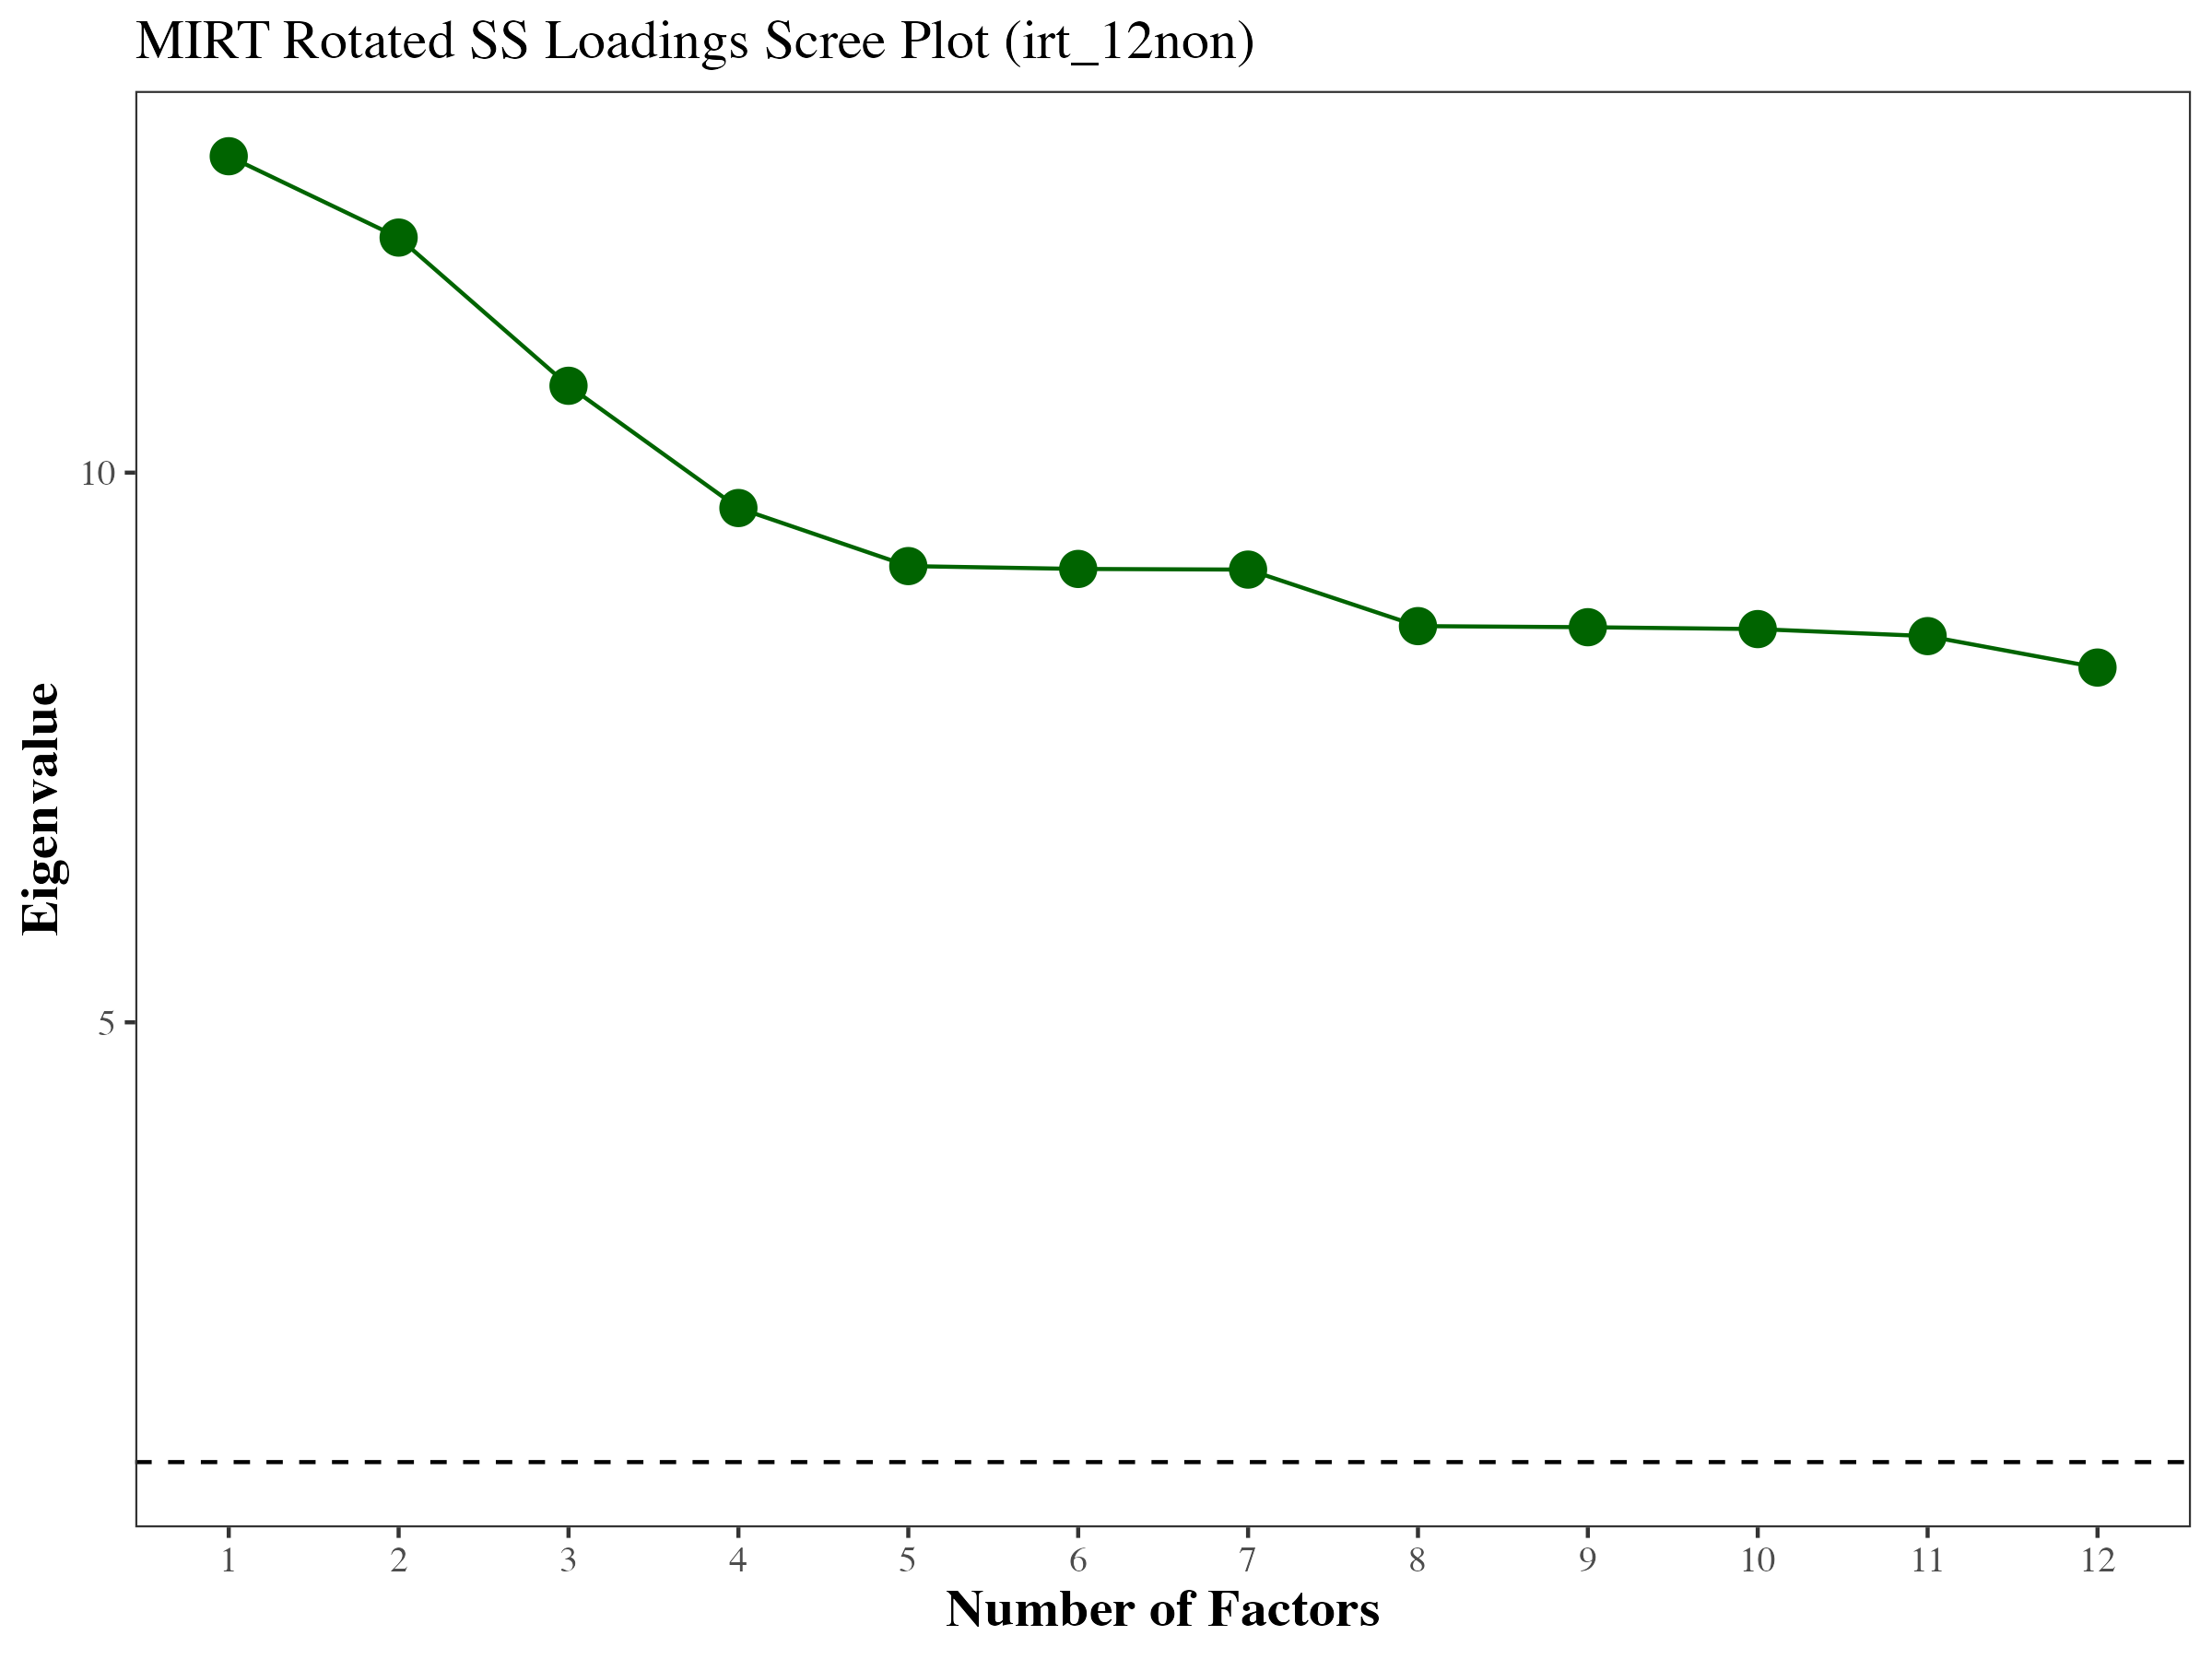 MIRT Rotated SS Loadings Scree Plot (irt_12non)
Eigenvalue
10
5
1 2 3 4 5 6 7 8 9 10 11 12
Number of Factors